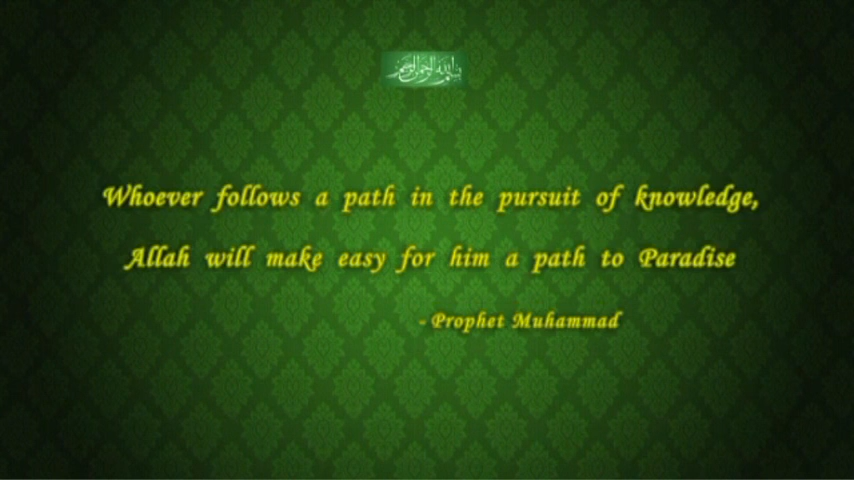 بسم الله الرحمن الرحيم
Whoever follows a path in the pursuit of knowledge,
Allah will make easy for him a path to Paradise
- Prophet Muhammad